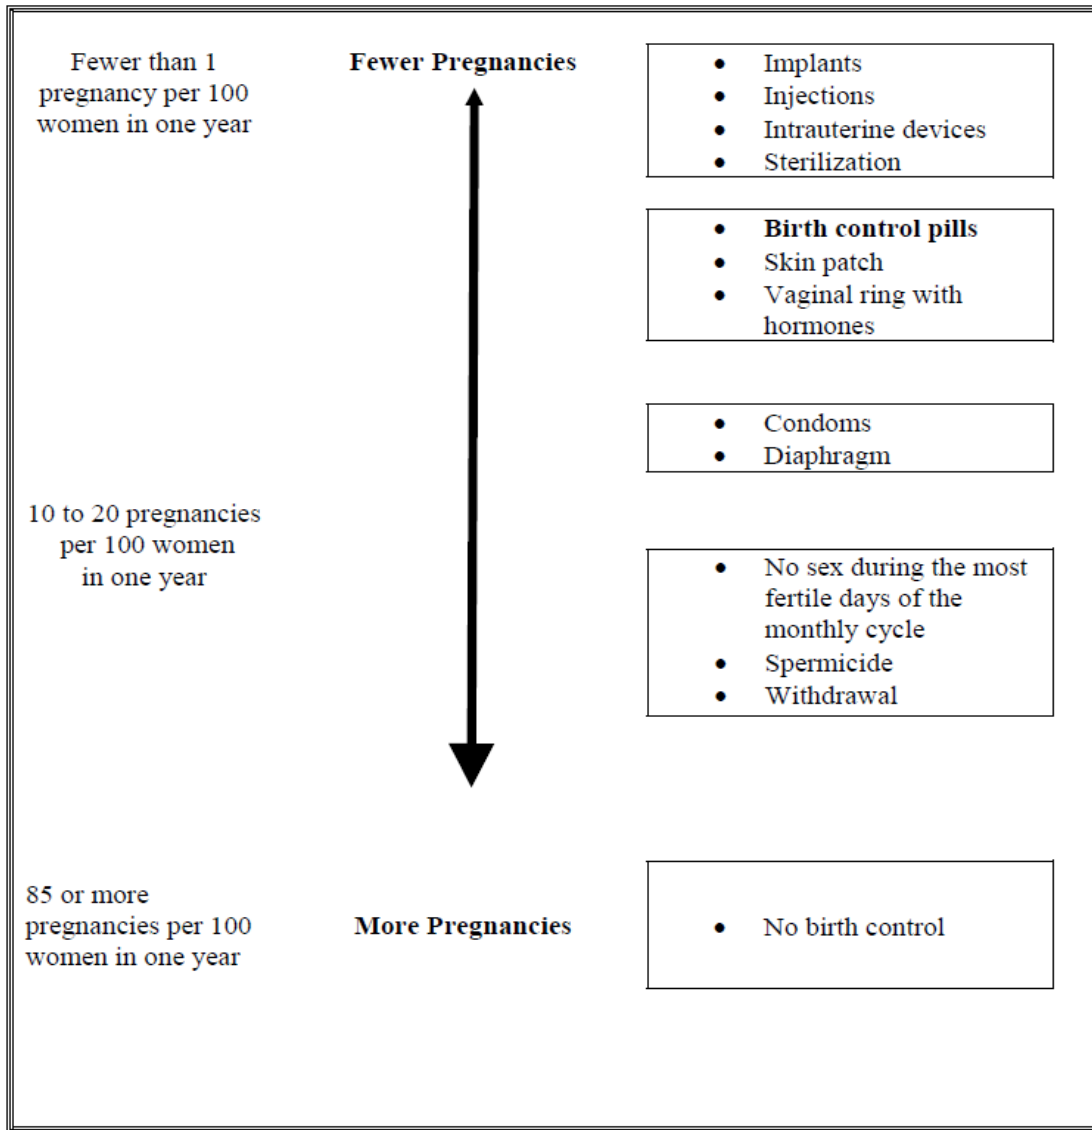 Fewer than 1
pregnancy per 100
women in one year
Fewer Pregnancies
• Implants
• Injections
• Intrauterine devices
• Sterilization
• Birth control pills
• Skin patch
• Vaginal ring with
hormones
• Condoms
• Diaphragm
10 to 20 pregnancies
per 100 women
in one year
• No sex during the most
fertile days of the
monthly cycle
• Spermicide
• Withdrawal
85 or more
pregnancies per 100
women in one year
More Pregnancies
• No birth control